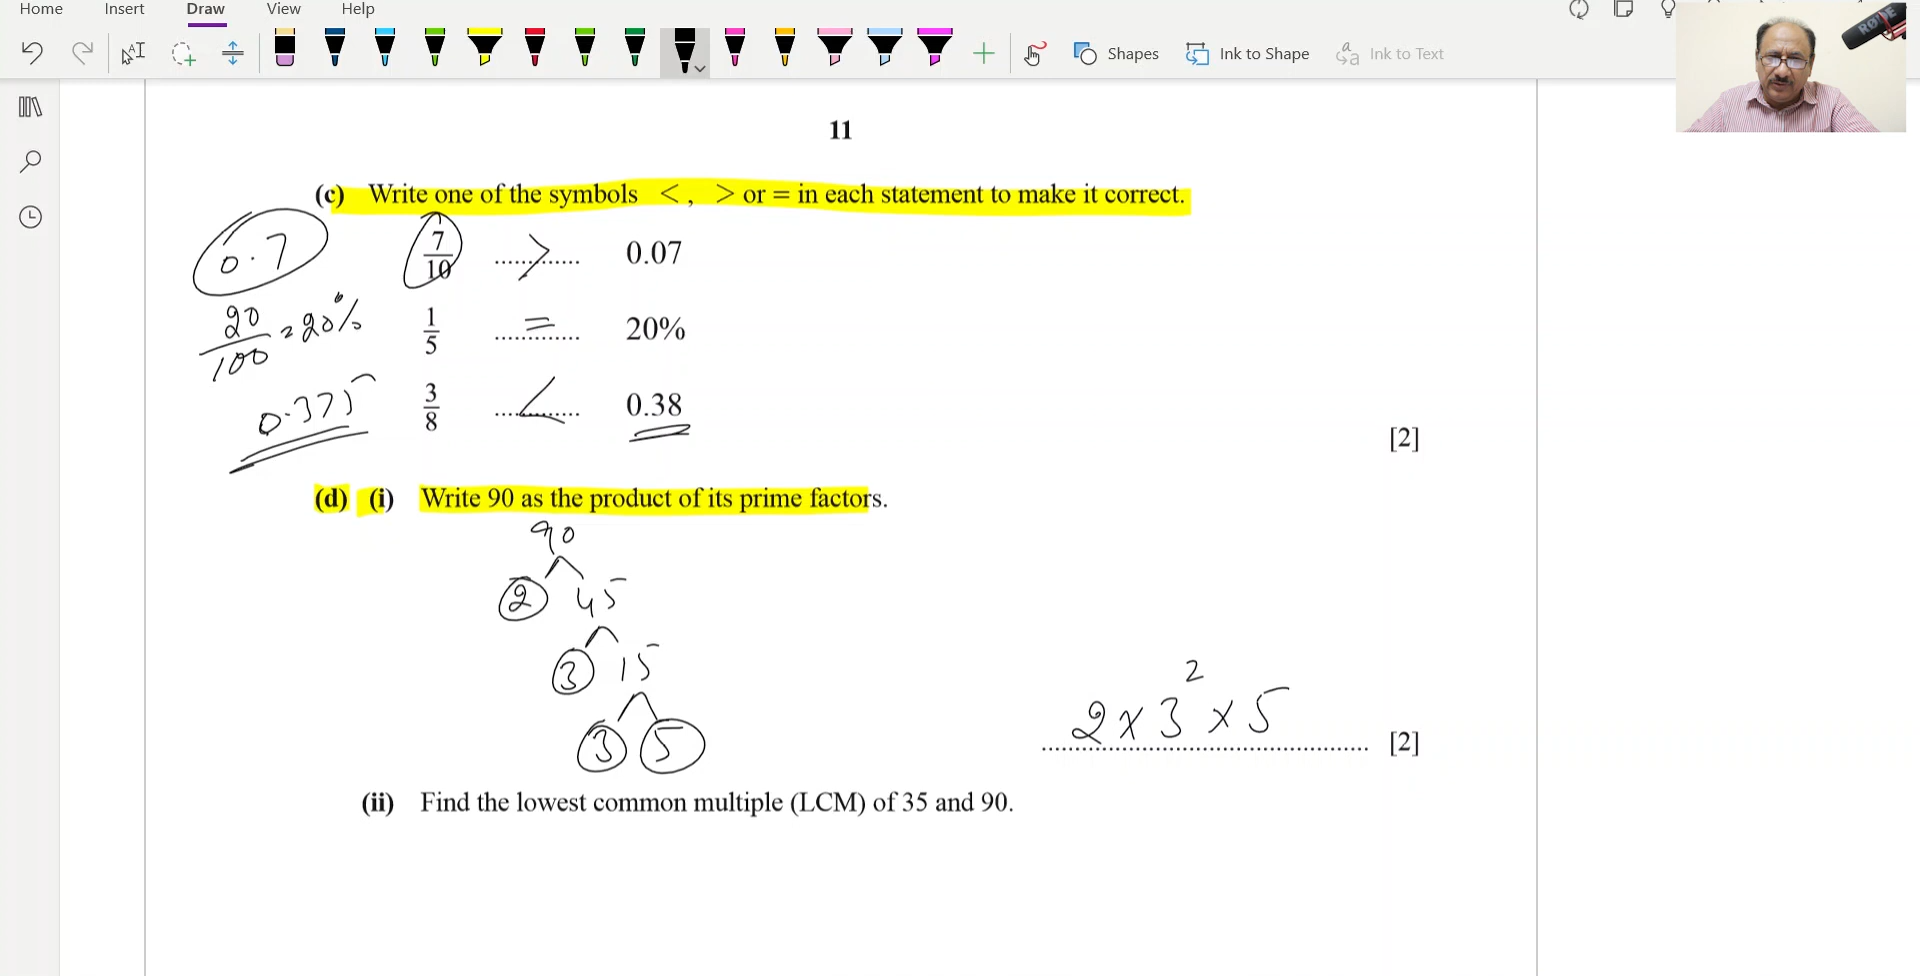 Home Insert Draw View Help
Shapes Ink to Shape Ink to Text
RØDE
11
(c) Write one of the symbols <, > or = in each statement to make it correct.
0.7 7/10 ......>...... 0.07
20/100 = 20% 1/5 ......=...... 20%
0.375 3/8 ......<...... 0.38
[2]
(d) (i) Write 90 as the product of its prime factors.
90
2 45
3 15
3 5
2 × 3² × 5 [2]
(ii) Find the lowest common multiple (LCM) of 35 and 90.